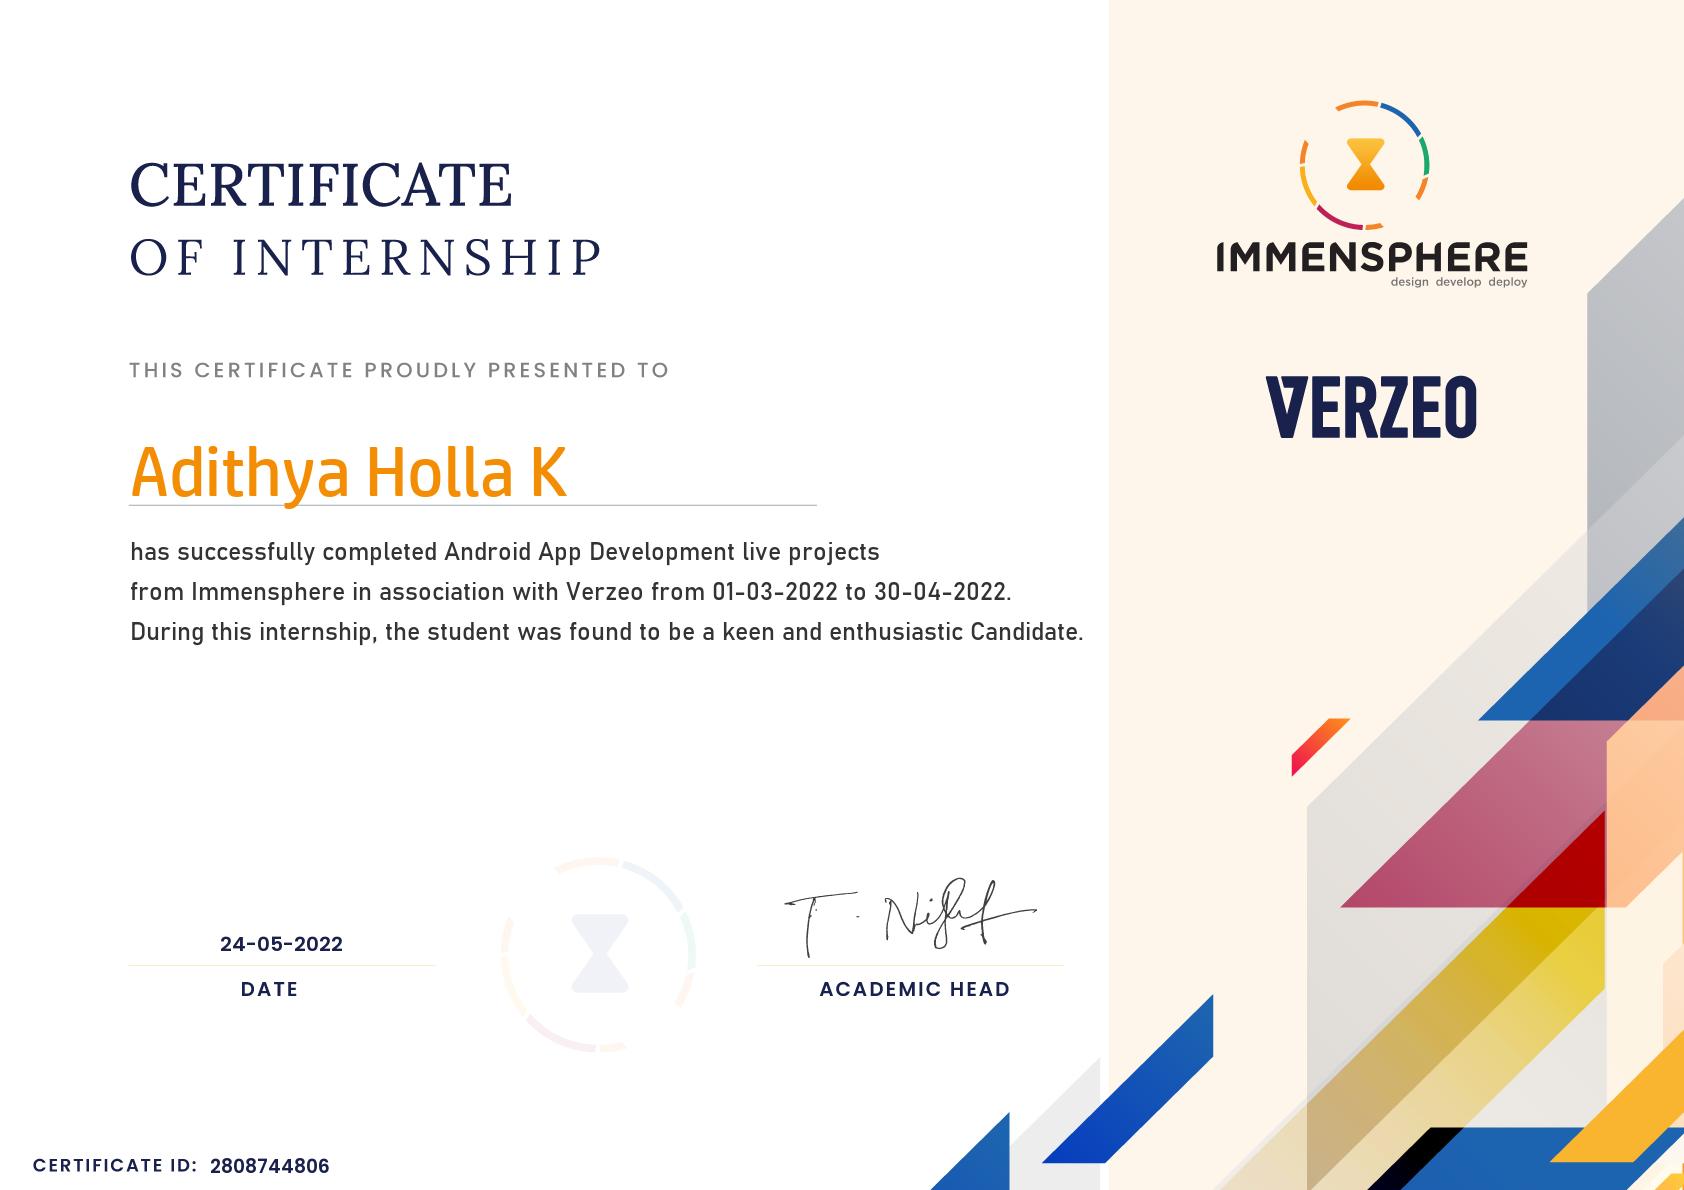 CERTIFICATE
OF INTERNSHIP
THIS CERTIFICATE PROUDLY PRESENTED TO
Adithya Holla K
has successfully completed Android App Development live projects
from Immensphere in association with Verzeo from 01-03-2022 to 30-04-2022.
During this internship, the student was found to be a keen and enthusiastic Candidate.
24-05-2022
DATE
ACADEMIC HEAD
CERTIFICATE ID: 2808744806
IMMENSPHERE
design develop deploy
VERZEO